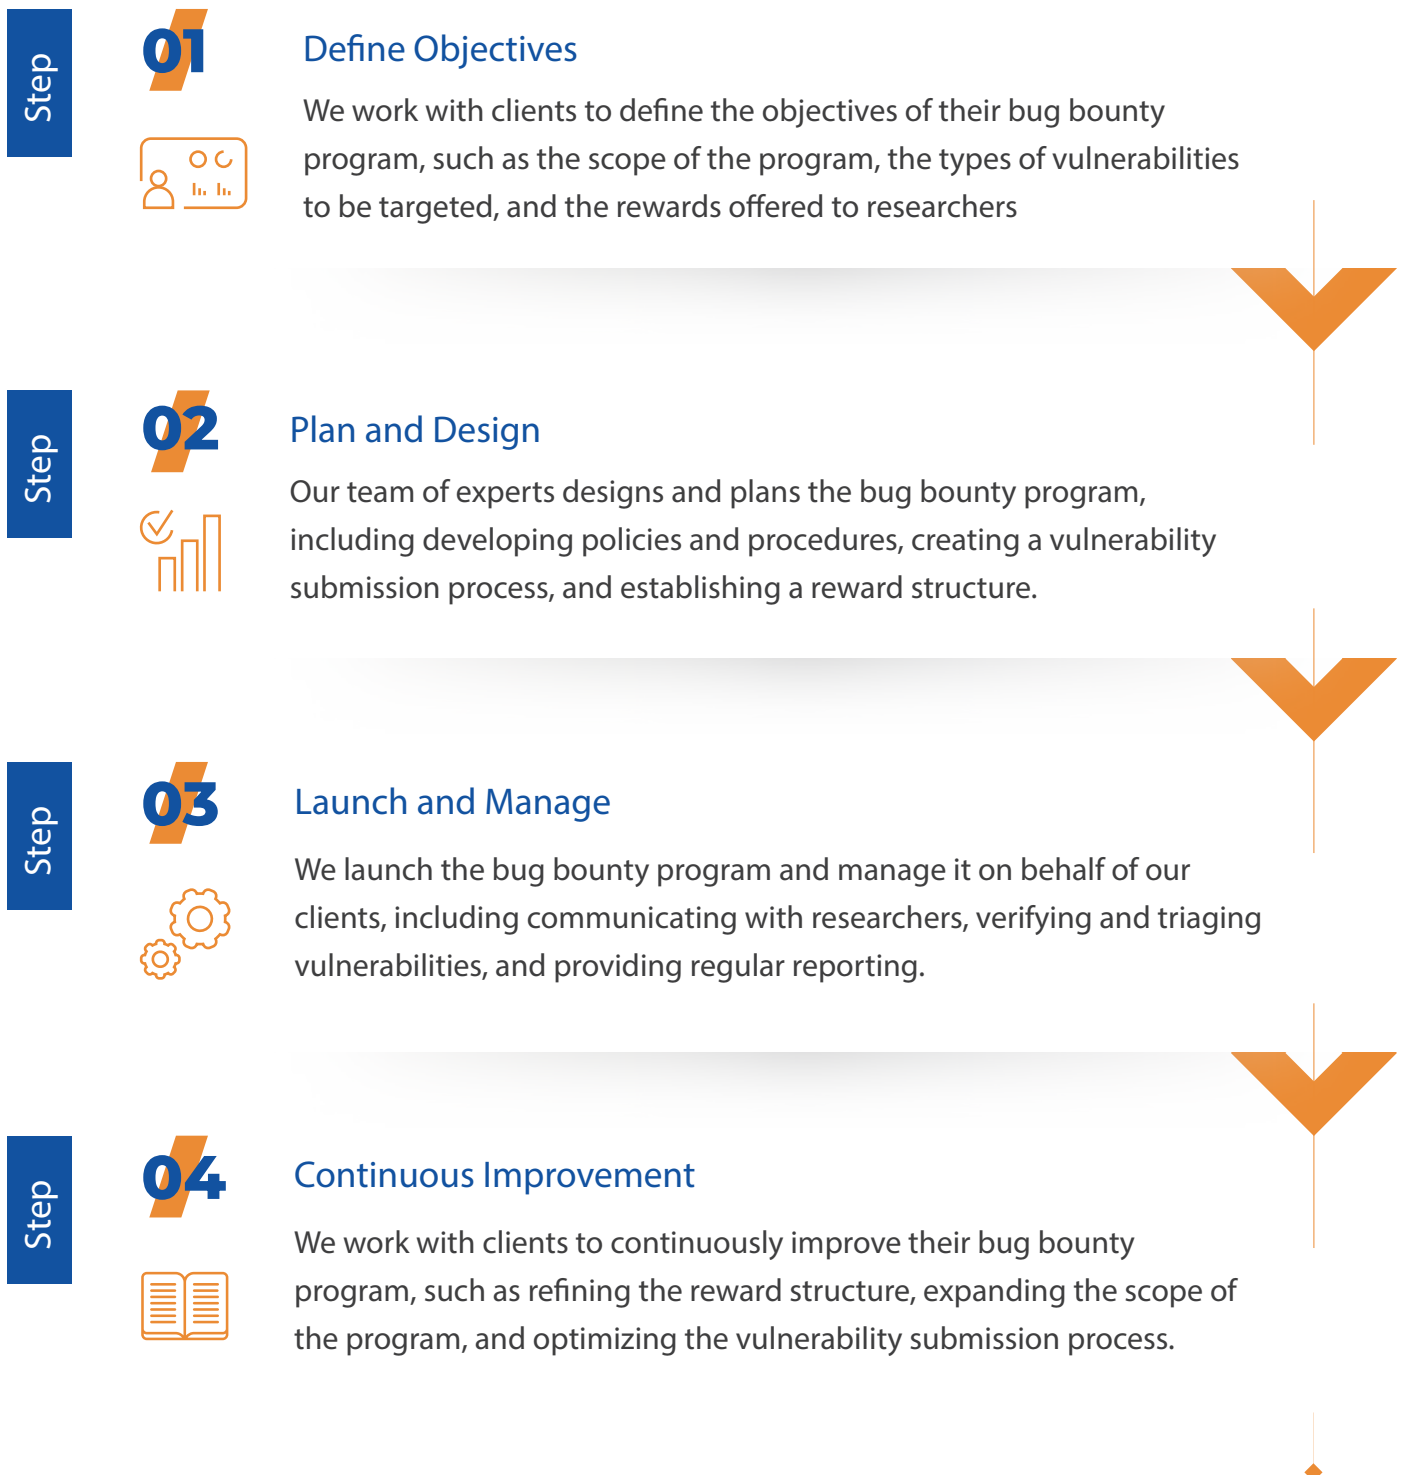 Step
01
Define Objectives
We work with clients to define the objectives of their bug bounty
program, such as the scope of the program, the types of vulnerabilities
to be targeted, and the rewards offered to researchers
Step
02
Plan and Design
Our team of experts designs and plans the bug bounty program,
including developing policies and procedures, creating a vulnerability
submission process, and establishing a reward structure.
Step
03
Launch and Manage
We launch the bug bounty program and manage it on behalf of our
clients, including communicating with researchers, verifying and triaging
vulnerabilities, and providing regular reporting.
Step
04
Continuous Improvement
We work with clients to continuously improve their bug bounty
program, such as refining the reward structure, expanding the scope of
the program, and optimizing the vulnerability submission process.